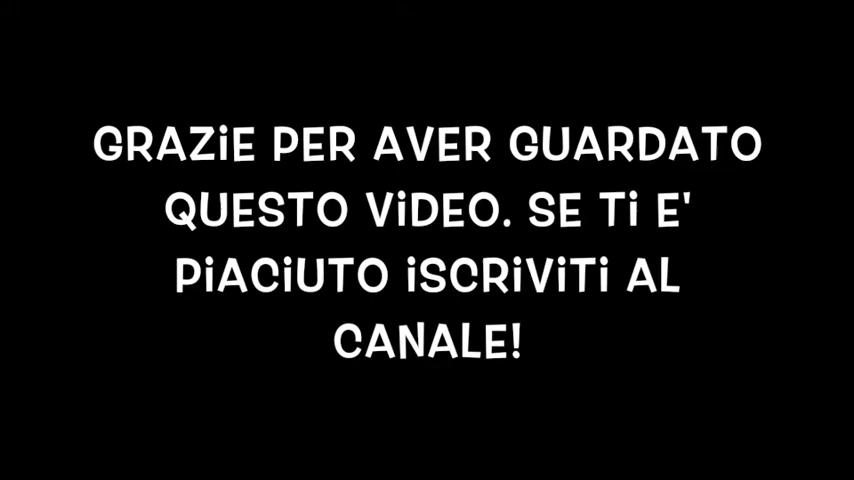 GRAZiE PER AVER GUARDATO
QUESTO ViDEO. SE Ti E'
PiACiUTO iSCRiViTi AL
CANALE!